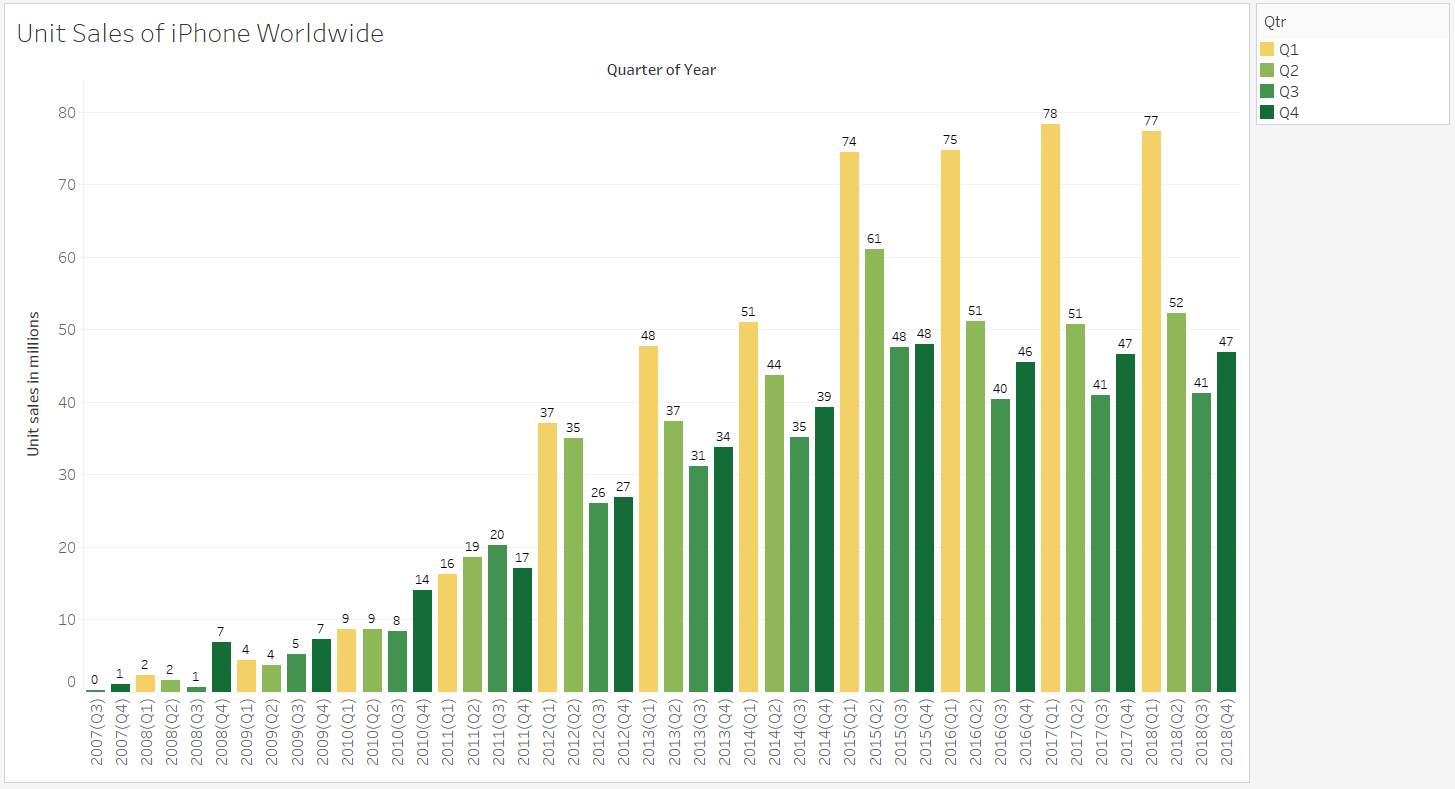 Unit Sales of iPhone Worldwide
Quarter of Year
Unit sales in millions
80
70
60
50
40
30
20
10
0
0
1
2
2
1
7
4
4
5
7
9
9
8
14
16
19
20
17
37
35
26
27
48
37
31
34
51
44
35
39
74
61
48
48
75
51
40
46
78
51
41
47
77
52
41
47
2007(Q3)
2007(Q4)
2008(Q1)
2008(Q2)
2008(Q3)
2008(Q4)
2009(Q1)
2009(Q2)
2009(Q3)
2009(Q4)
2010(Q1)
2010(Q2)
2010(Q3)
2010(Q4)
2011(Q1)
2011(Q2)
2011(Q3)
2011(Q4)
2012(Q1)
2012(Q2)
2012(Q3)
2012(Q4)
2013(Q1)
2013(Q2)
2013(Q3)
2013(Q4)
2014(Q1)
2014(Q2)
2014(Q3)
2014(Q4)
2015(Q1)
2015(Q2)
2015(Q3)
2015(Q4)
2016(Q1)
2016(Q2)
2016(Q3)
2016(Q4)
2017(Q1)
2017(Q2)
2017(Q3)
2017(Q4)
2018(Q1)
2018(Q2)
2018(Q3)
2018(Q4)
Qtr
Q1
Q2
Q3
Q4